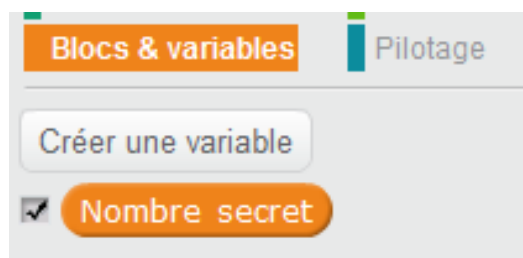 Blocs & variables
Pilotage
Créer une variable
Nombre secret